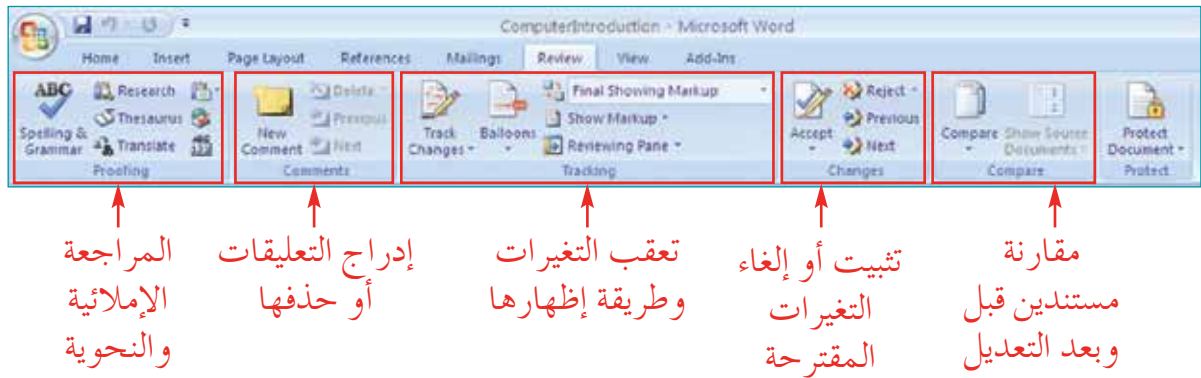 ComputerIntroduction - Microsoft Word
Home Insert Page Layout References Mailings Review View Add-Ins
ABC
Spelling & Grammar
Research
Thesaurus
Translate
Proofing
New Comment
Delete
Previous
Next
Comments
Track Changes
Balloons
Final Showing Markup
Show Markup
Reviewing Pane
Tracking
Accept
Reject
Previous
Next
Changes
Compare
Show Source Documents
Compare
Protect Document
Protect
المراجعة
الإملائية
والنحوية
إدراج التعليقات
أو حذفها
تعقب التغيرات
وطريقة إظهارها
تثبيت أو إلغاء
التغيرات
المقترحة
مقارنة
مستندين قبل
وبعد التعديل